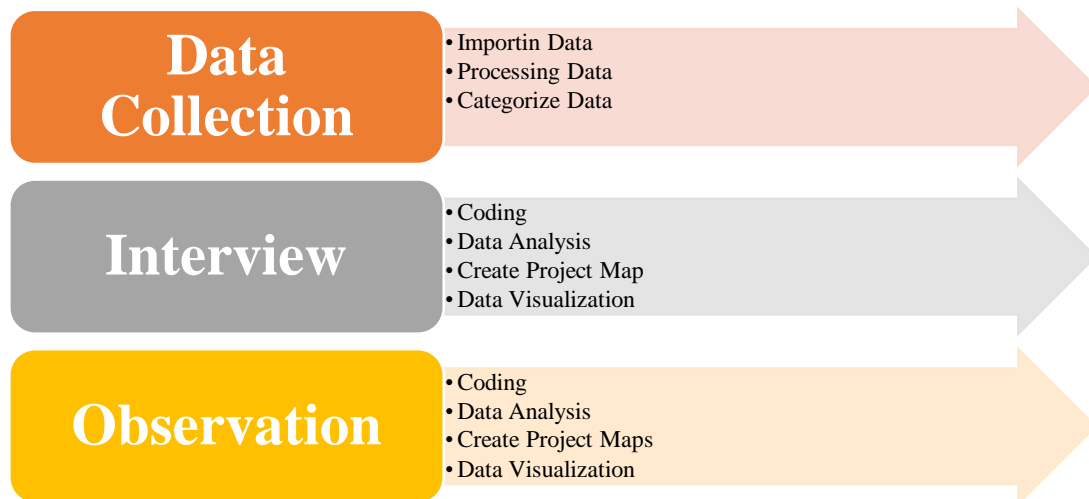 Data
Collection
• Importin Data
• Processing Data
• Categorize Data
Interview
• Coding
• Data Analysis
• Create Project Map
• Data Visualization
Observation
• Coding
• Data Analysis
• Create Project Maps
• Data Visualization